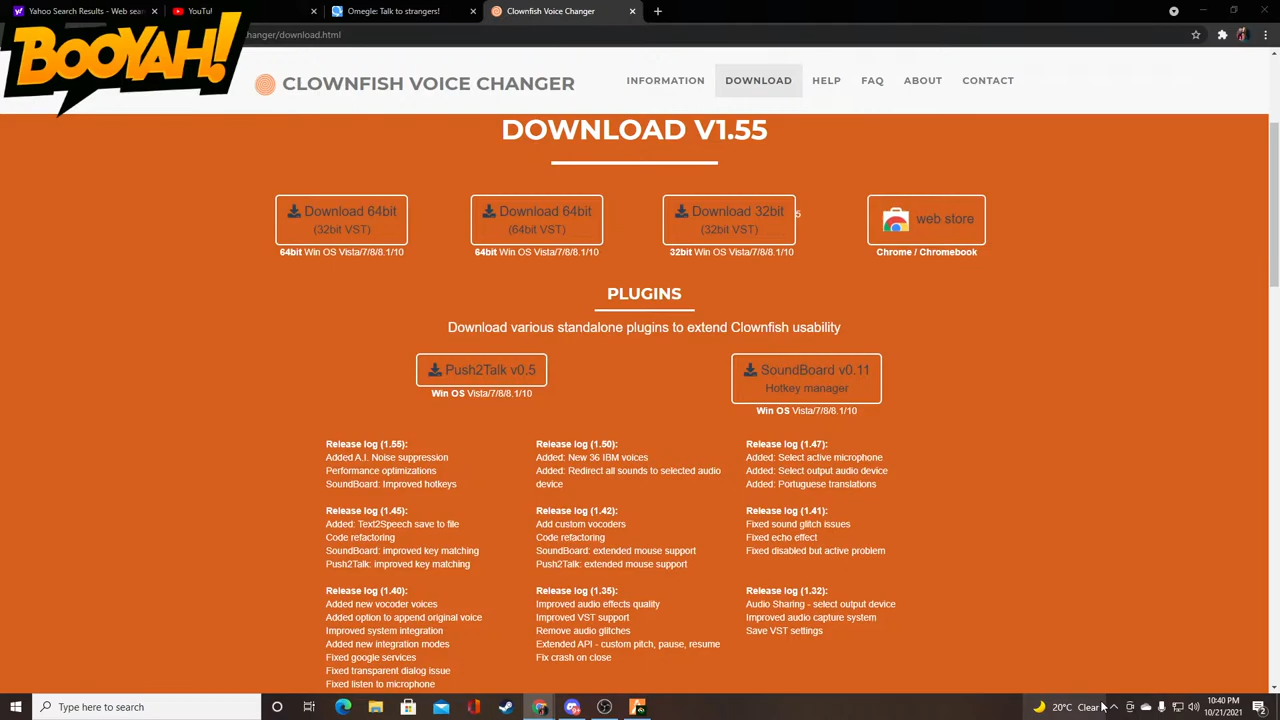 Yahoo Search Results - Web sear
YouTube
Omegle: Talk to strangers!
Clownfish Voice Changer
BOOYAH!
hanger/download.html
CLOWNFISH VOICE CHANGER
INFORMATION
DOWNLOAD
HELP
FAQ
ABOUT
CONTACT
DOWNLOAD V1.55
Download 64bit
(32bit VST)
64bit Win OS Vista/7/8/8.1/10
Download 64bit
(64bit VST)
64bit Win OS Vista/7/8/8.1/10
Download 32bit
(32bit VST)
5
32bit Win OS Vista/7/8/8.1/10
web store
Chrome / Chromebook
PLUGINS
Download various standalone plugins to extend Clownfish usability
Push2Talk v0.5
Win OS Vista/7/8/8.1/10
SoundBoard v0.11
Hotkey manager
Win OS Vista/7/8/8.1/10
Release log (1.55):
Added A.I. Noise suppression
Performance optimizations
SoundBoard: Improved hotkeys
Release log (1.50):
Added: New 36 IBM voices
Added: Redirect all sounds to selected audio
device
Release log (1.47):
Added: Select active microphone
Added: Select output audio device
Added: Portuguese translations
Release log (1.45):
Added: Text2Speech save to file
Code refactoring
SoundBoard: improved key matching
Push2Talk: improved key matching
Release log (1.42):
Add custom vocoders
Code refactoring
SoundBoard: extended mouse support
Push2Talk: extended mouse support
Release log (1.41):
Fixed sound glitch issues
Fixed echo effect
Fixed disabled but active problem
Release log (1.40):
Added new vocoder voices
Added option to append original voice
Improved system integration
Added new integration modes
Fixed google services
Fixed transparent dialog issue
Fixed listen to microphone
Release log (1.35):
Improved audio effects quality
Improved VST support
Remove audio glitches
Extended API - custom pitch, pause, resume
Fix crash on close
Release log (1.32):
Audio Sharing - select output device
Improved audio capture system
Save VST settings
Type here to search
20°C Clear
10:40 PM
10/21/2021